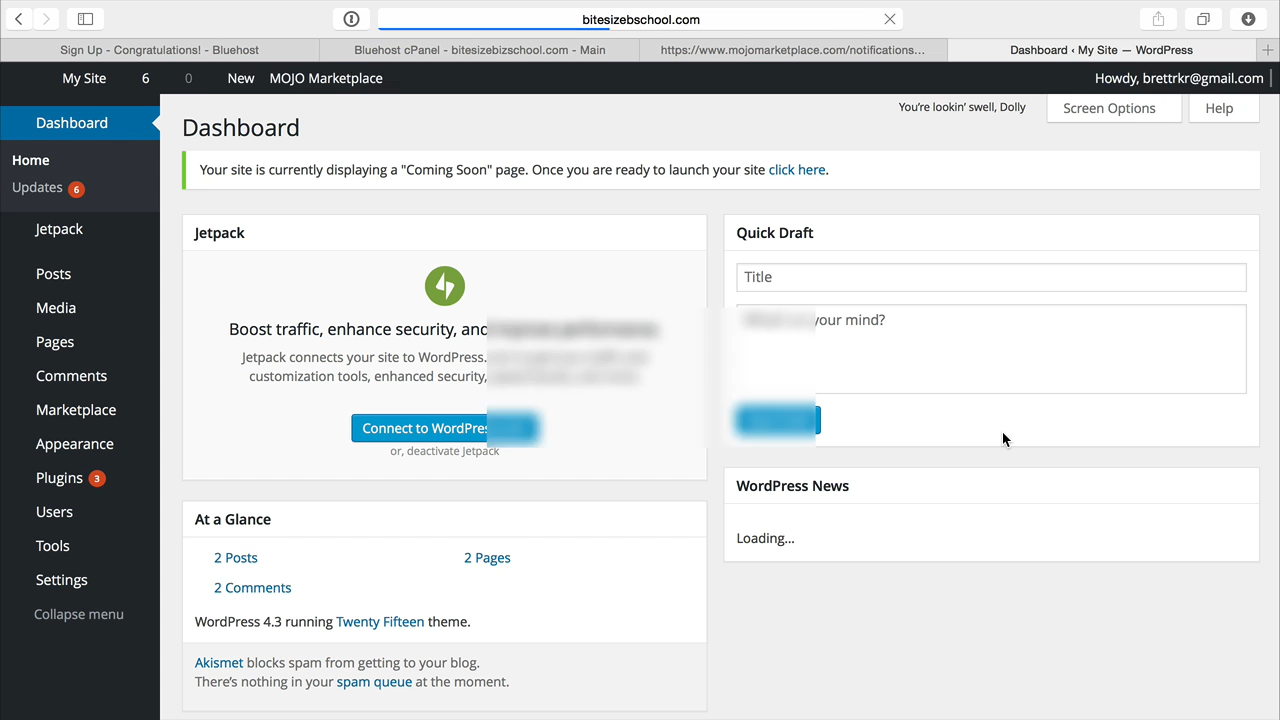 bitesizebschool.com
Sign Up - Congratulations! - Bluehost
Bluehost cPanel - bitesizebizschool.com - Main
https://www.mojomarketplace.com/notifications...
Dashboard ‹ My Site — WordPress
My Site 6 0 New MOJO Marketplace
Howdy, brettrkr@gmail.com
Dashboard
Home
Updates 6
Jetpack
Posts
Media
Pages
Comments
Marketplace
Appearance
Plugins 3
Users
Tools
Settings
Collapse menu
You're lookin' swell, Dolly
Screen Options
Help
Dashboard
Your site is currently displaying a "Coming Soon" page. Once you are ready to launch your site click here.
Jetpack
Boost traffic, enhance security, and
Jetpack connects your site to WordPress.
customization tools, enhanced security,
Connect to WordPres
or, deactivate Jetpack
At a Glance
2 Posts
2 Pages
2 Comments
WordPress 4.3 running Twenty Fifteen theme.
Akismet blocks spam from getting to your blog.
There's nothing in your spam queue at the moment.
Quick Draft
Title
your mind?
WordPress News
Loading...